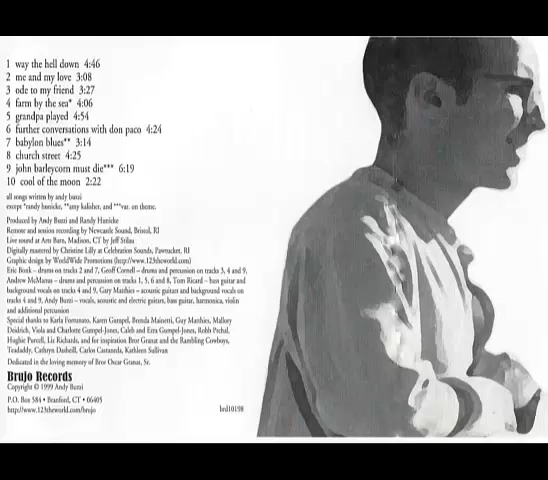 1 way the hell down 4:46
2 me and my love 3:08
3 ode to my friend 3:27
4 farm by the sea* 4:06
5 grandpa played 4:54
6 further conversations with don paco 4:24
7 babylon blues** 3:14
8 church street 4:25
9 john barleycorn must die*** 6:19
10 cool of the moon 2:22
all songs written by andy buzzi
except *randy hunicke, **amy kalisher, and ***var. on theme.
Produced by Andy Buzzi and Randy Hunicke
Remote and session recording by Newcastle Sound, Bristol, RI
Live sound at Arts Barn, Madison, CT by Jeff Stiles
Digitally mastered by Christine Lilly at Celebration Sounds, Pawtucket, RI
Graphic design by WorldWide Promotions (http://www.123theworld.com)
Eric Bonk – drums on tracks 2 and 7, Geoff Cornell – drums and percussion on tracks 3, 4 and 9,
Andrew McManus – drums and percussion on tracks 1, 5, 6 and 8, Tom Ricard – bass guitar and
background vocals on tracks 4 and 9, Guy Matthies – acoustic guitars and background vocals on
tracks 4 and 9, Andy Buzzi – vocals, acoustic and electric guitars, bass guitar, harmonica, violin
and additional percussion
Special thanks to Karla Fortunato, Karen Gumpel, Brenda Mainetti, Guy Matthies, Mallory
Deidrich, Viola and Charlotte Gumpel-Jones, Caleb and Ezra Gumpel-Jones, Robb
Hughie Purcell, Liz Richards, and for inspiration Bror Granat and the Rambling Cowboys,
Cathryn Carlos Castaneda, Kathleen Sullivan
Dedicated in the loving memory of Bror Oscar Granat, Sr.
Brujo Records
Copyright © 1999 Andy Buzzi
P.O. Box 584 • Branford, CT • 06405
http://www.123theworld.com/brujo
brd10198